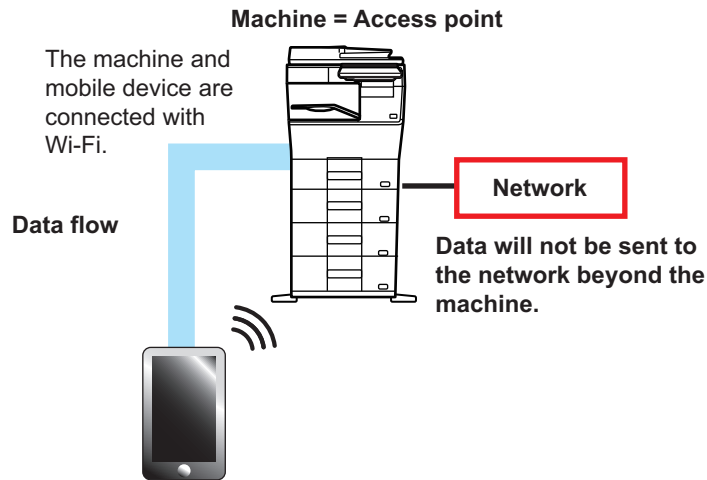 Machine = Access point
The machine and
mobile device are
connected with
Wi-Fi.
Network
Data flow
Data will not be sent to
the network beyond the
machine.